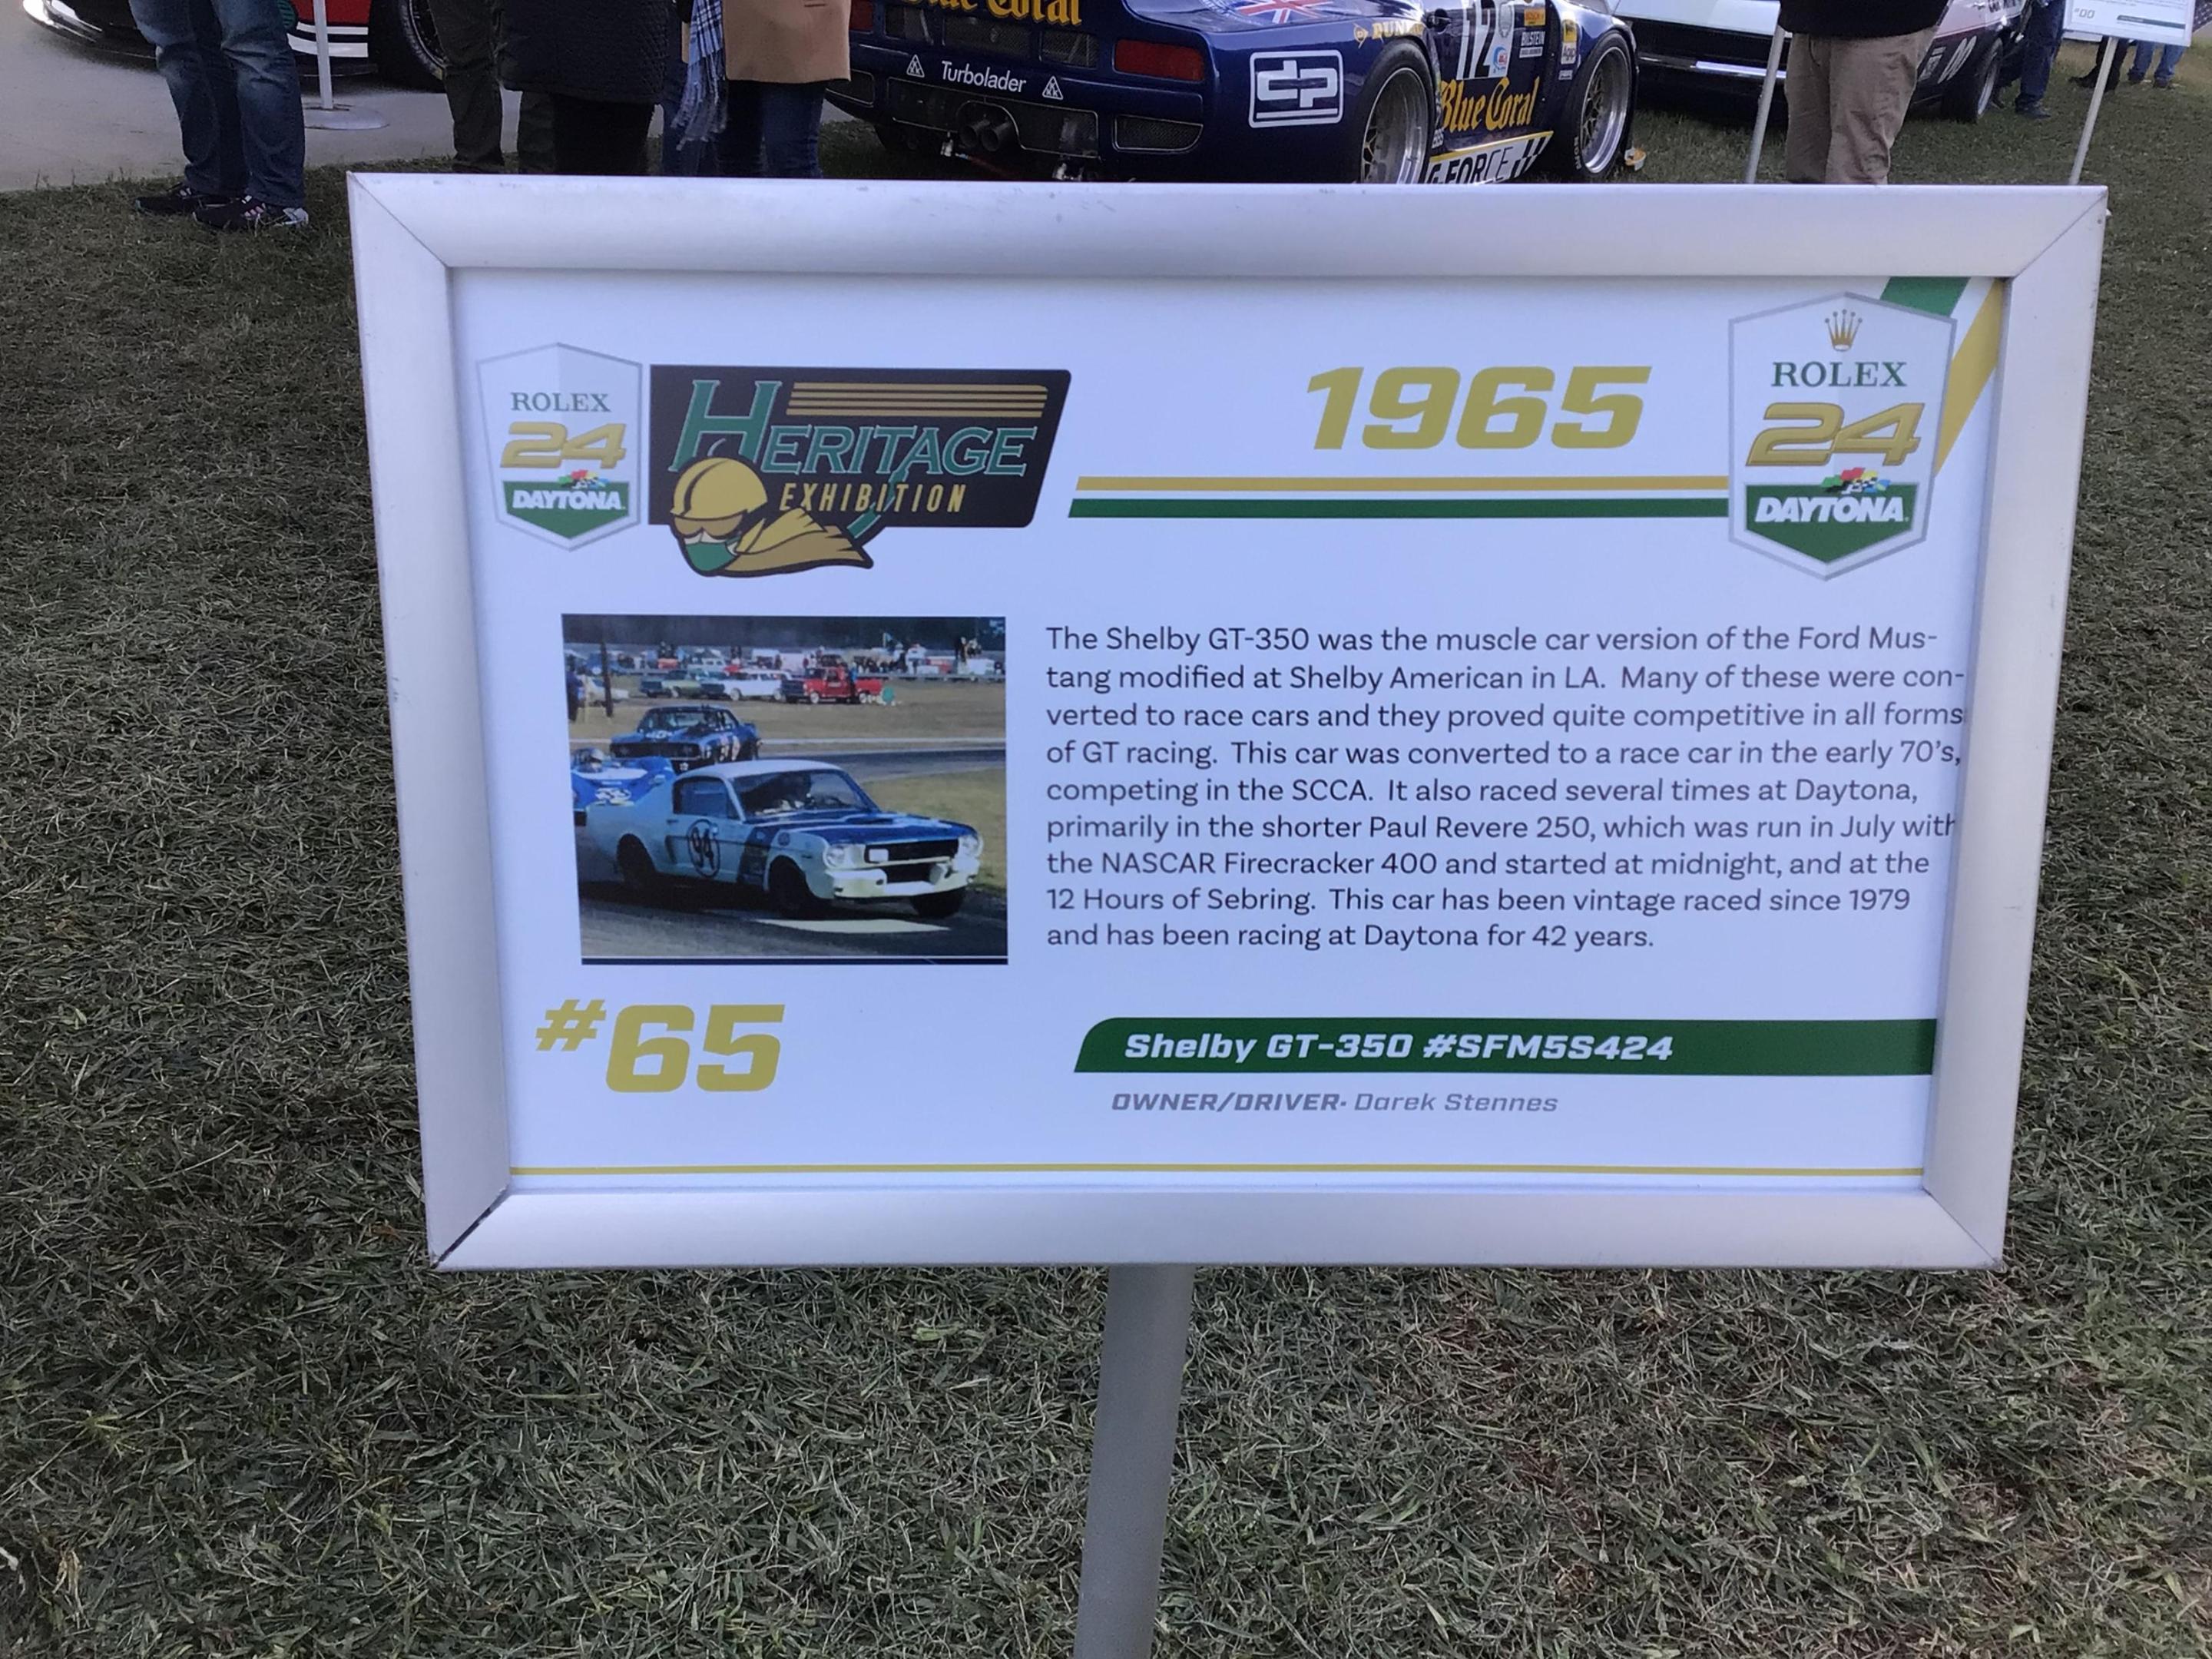 Blue Coral
Turbolader
dp
DUNLOP
12
BILSTEIN
Blue Coral
G-FORCE
ROLEX
24
DAYTONA
HERITAGE
EXHIBITION
1965
ROLEX
24
DAYTONA
The Shelby GT-350 was the muscle car version of the Ford Mus-
tang modified at Shelby American in LA. Many of these were con-
verted to race cars and they proved quite competitive in all forms
of GT racing. This car was converted to a race car in the early 70's,
competing in the SCCA. It also raced several times at Daytona,
primarily in the shorter Paul Revere 250, which was run in July with
the NASCAR Firecracker 400 and started at midnight, and at the
12 Hours of Sebring. This car has been vintage raced since 1979
and has been racing at Daytona for 42 years.
94
#65
Shelby GT-350 #SFM5S424
OWNER/DRIVER- Darek Stennes